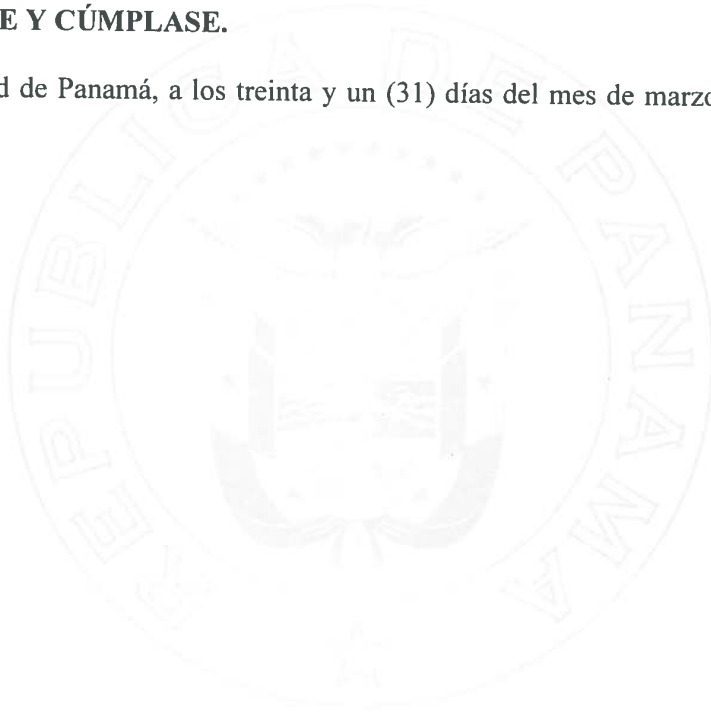 E Y CÚMPLASE.
d de Panamá, a los treinta y un (31) días del mes de marzo
REPUBLICA DE PANAMA